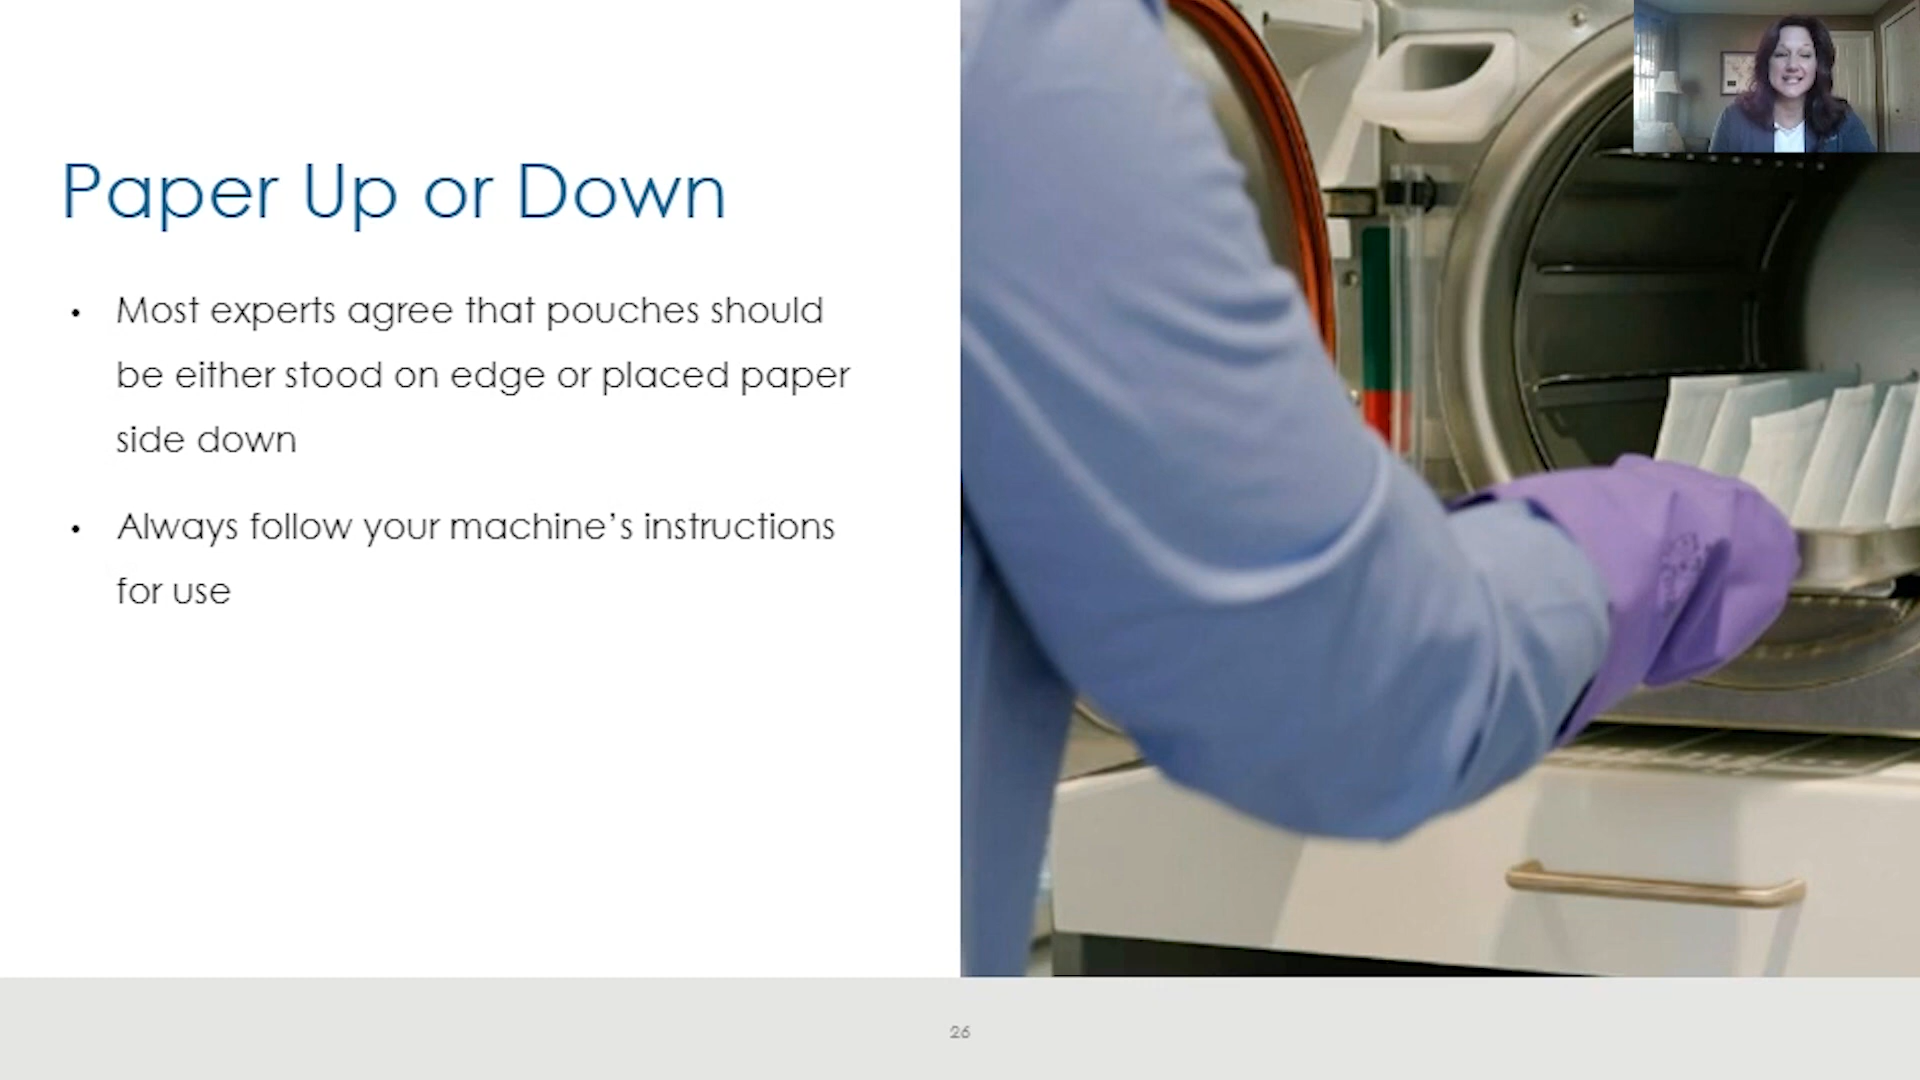 Paper Up or Down
• Most experts agree that pouches should
be either stood on edge or placed paper
side down
• Always follow your machine’s instructions
for use
26